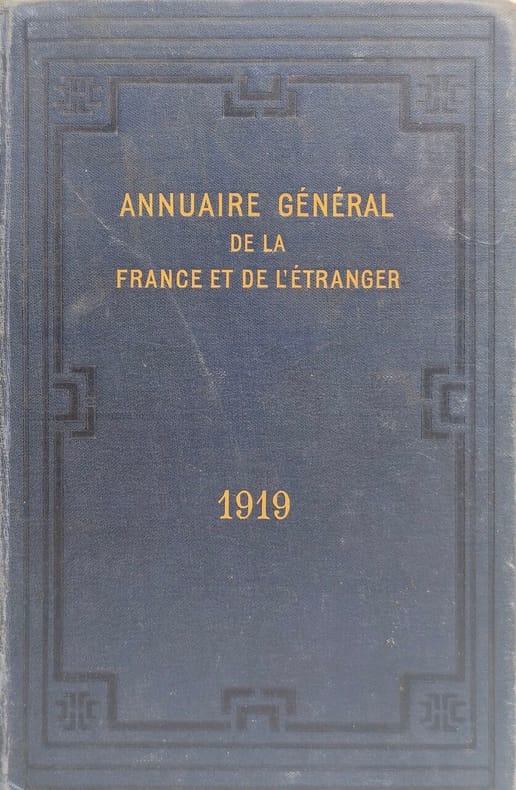 ANNUAIRE GÉNÉRAL
DE LA
FRANCE ET DE L'ÉTRANGER
1919